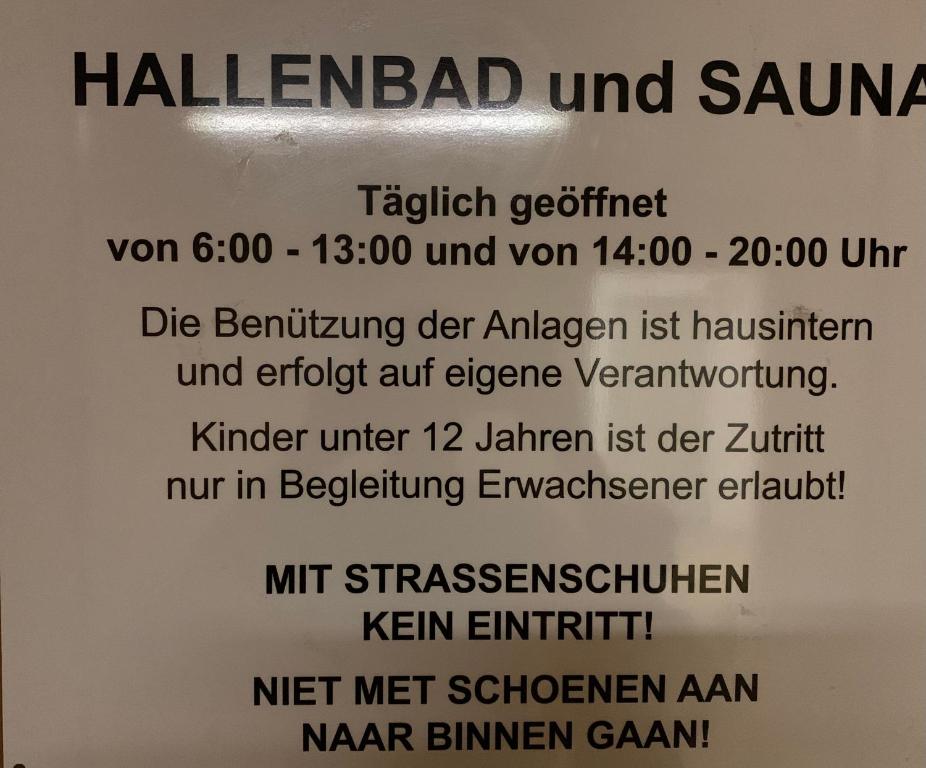 HALLENBAD und SAUNA
Täglich geöffnet
von 6:00 - 13:00 und von 14:00 - 20:00 Uhr
Die Benützung der Anlagen ist hausintern
und erfolgt auf eigene Verantwortung.
Kinder unter 12 Jahren ist der Zutritt
nur in Begleitung Erwachsener erlaubt!
MIT STRASSENSCHUHEN
KEIN EINTRITT!
NIET MET SCHOENEN AAN
NAAR BINNEN GAAN!